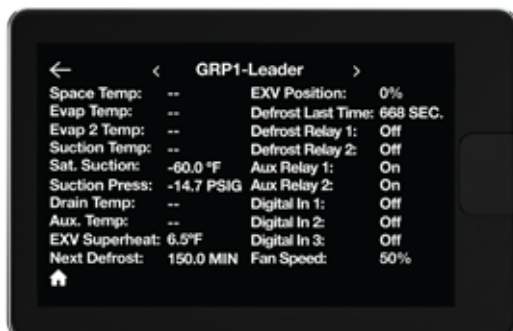 ← < GRP1-Leader >
Space Temp: -- EXV Position: 0%
Evap Temp: -- Defrost Last Time: 668 SEC.
Evap 2 Temp: -- Defrost Relay 1: Off
Suction Temp: -- Defrost Relay 2: Off
Sat. Suction: -60.0 °F Aux Relay 1: On
Suction Press: -14.7 PSIG Aux Relay 2: On
Drain Temp: -- Digital In 1: Off
Aux. Temp: -- Digital In 2: Off
EXV Superheat: 6.5°F Digital In 3: Off
Next Defrost: 150.0 MIN Fan Speed: 50%